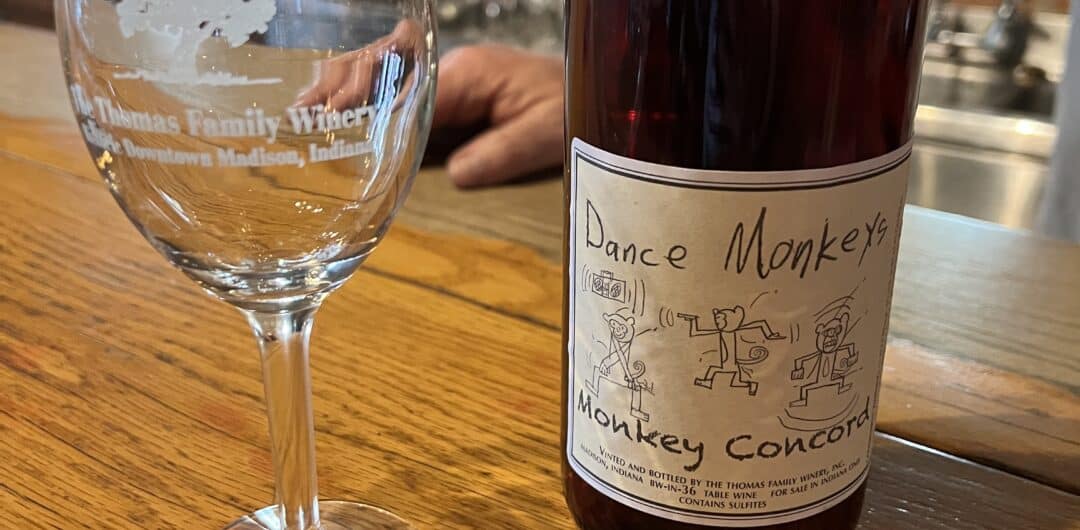 Thomas Family Winery
Downtown Madison, Indiana
Dance Monkeys
Monkey Concord
VINTED AND BOTTLED BY THE THOMAS FAMILY WINERY, INC.
MADISON, INDIANA BW-IN-36 TABLE WINE FOR SALE IN INDIANA ONLY
CONTAINS SULFITES